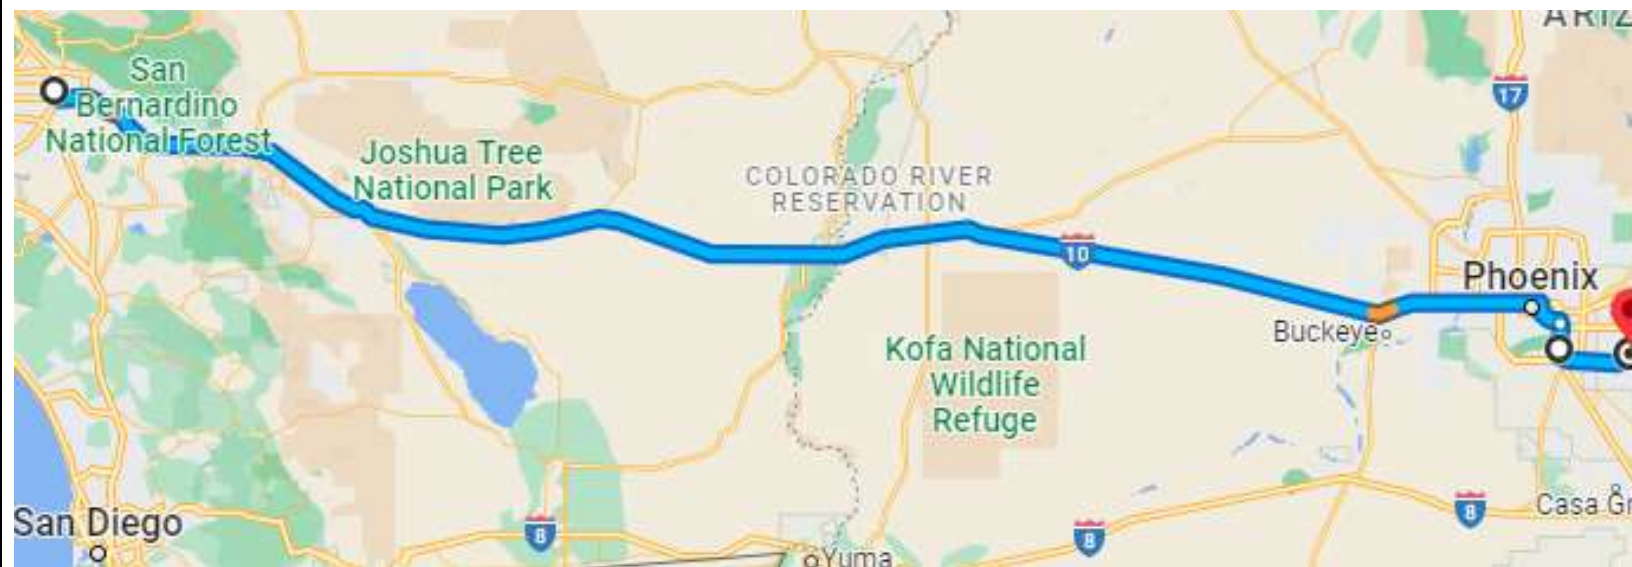 ARIZ
San
Bernardino
National Forest
17
Joshua Tree
National Park
COLORADO RIVER
RESERVATION
10
Phoenix
Buckeye
Kofa National
Wildlife
Refuge
San Diego
8
8
8
Casa Gr
Yuma